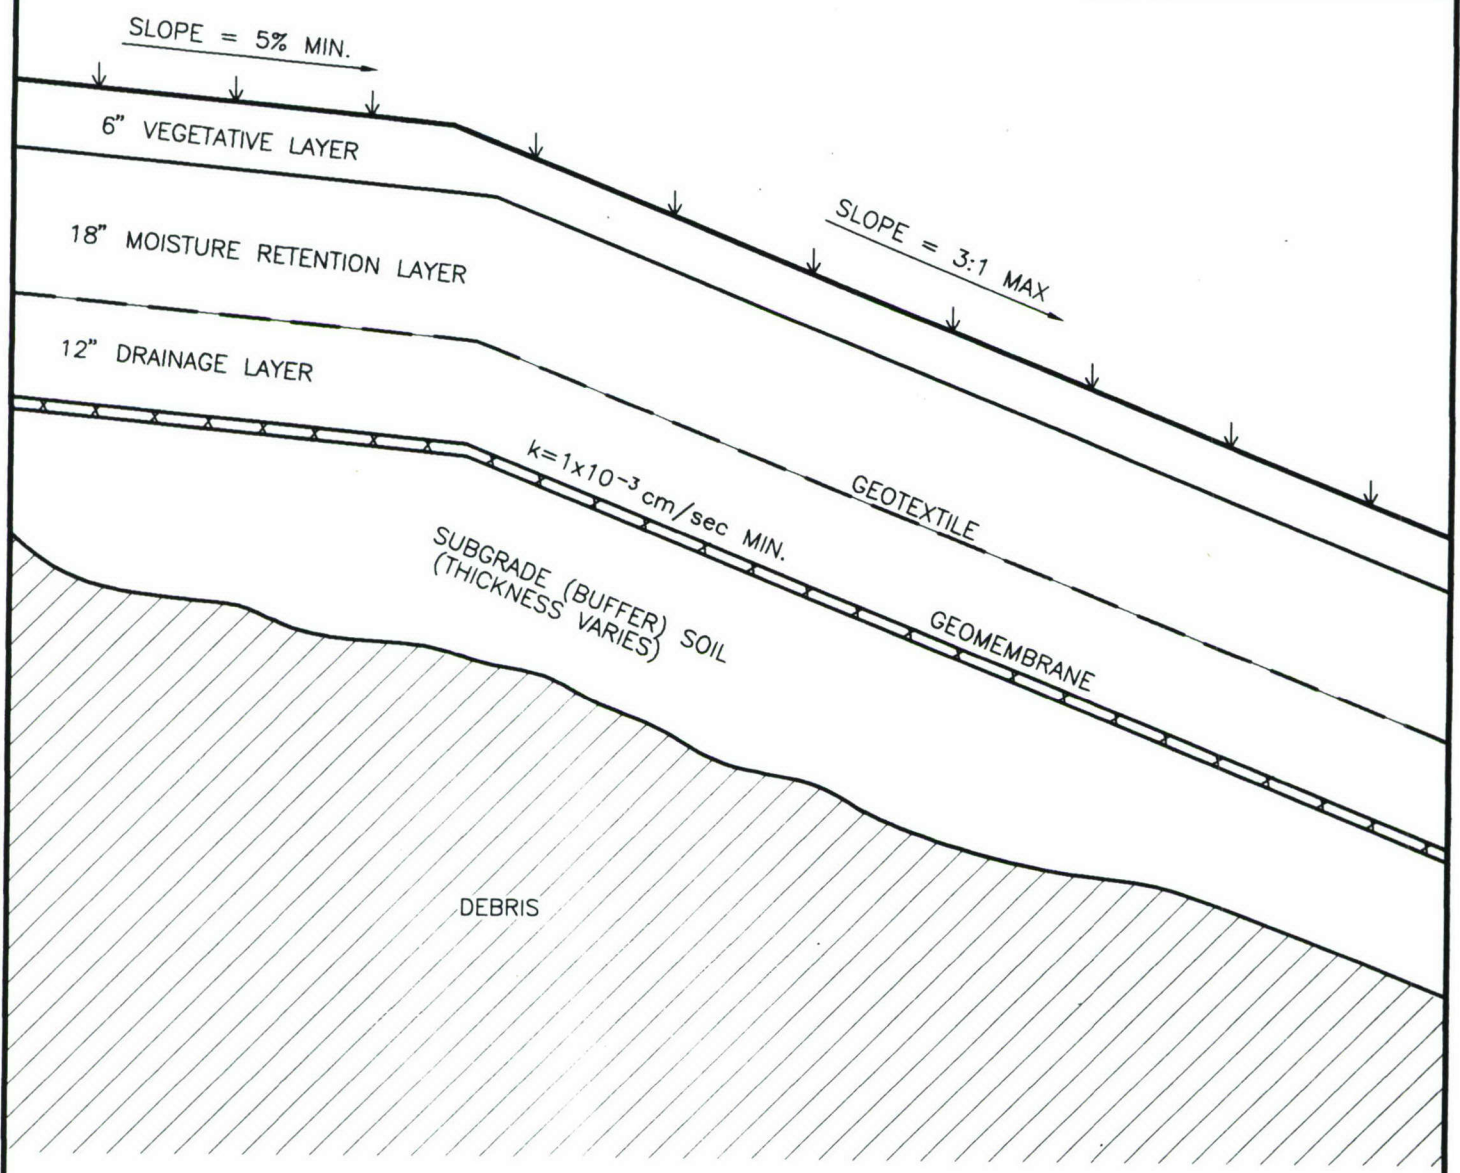 SLOPE = 5% MIN.
6" VEGETATIVE LAYER
SLOPE = 3:1 MAX
18" MOISTURE RETENTION LAYER
12" DRAINAGE LAYER
k=1x10⁻³ cm/sec MIN.
GEOTEXTILE
SUBGRADE (BUFFER) SOIL
(THICKNESS VARIES)
GEOMEMBRANE
DEBRIS